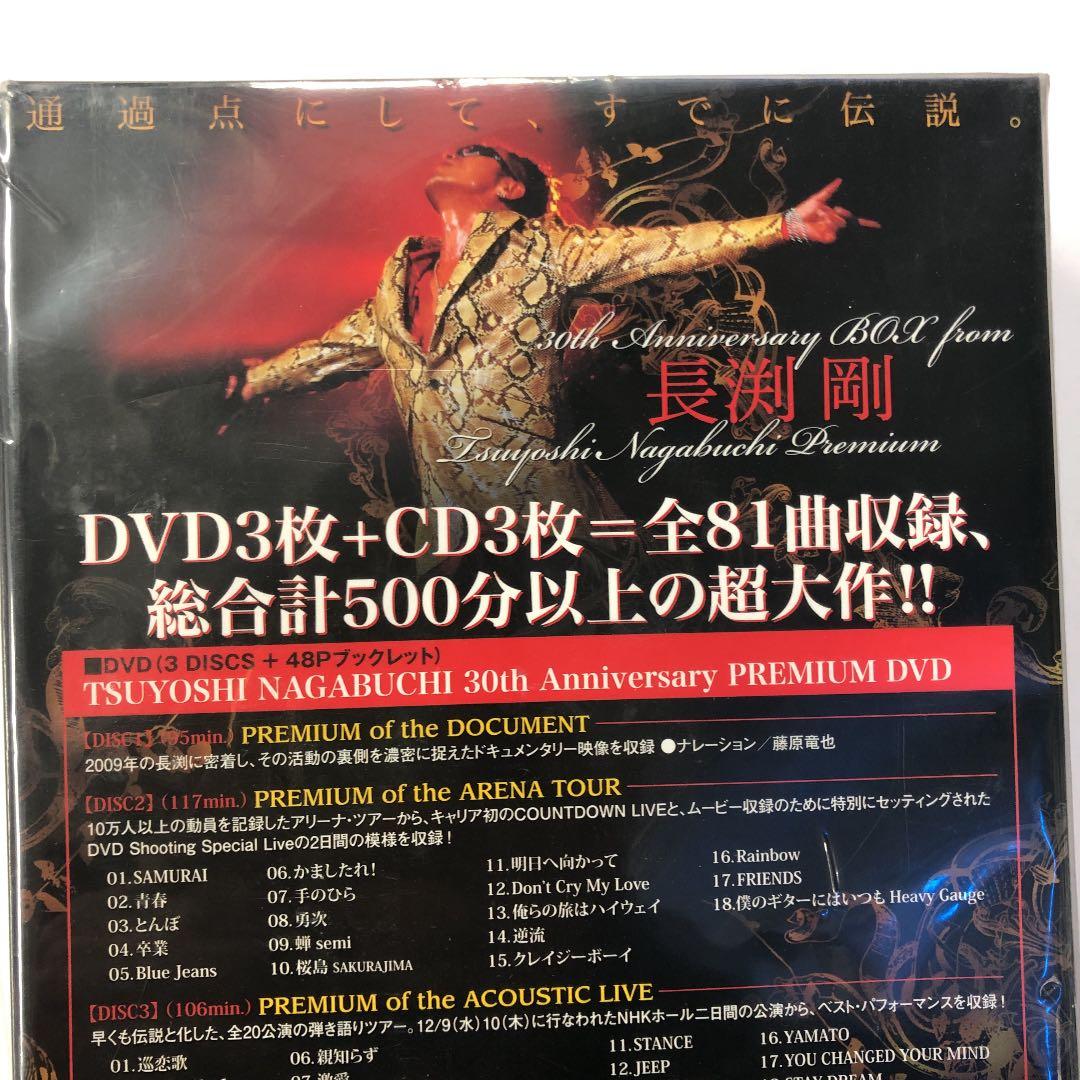 通過点にして、すでに伝説。
30th Anniversary BOX from
長渕 剛
Tsuyoshi Nagabuchi Premium
DVD3枚+CD3枚=全81曲収録、
総合計500分以上の超大作!!
■DVD(3 DISCS + 48Pブックレット)
TSUYOSHI NAGABUCHI 30th Anniversary PREMIUM DVD
【DISC1】(95min.) PREMIUM of the DOCUMENT
2009年の長渕に密着し、その活動の裏側を濃密に捉えたドキュメンタリー映像を収録 ●ナレーション/藤原竜也
【DISC2】(117min.) PREMIUM of the ARENA TOUR
10万人以上の動員を記録したアリーナ・ツアーから、キャリア初のCOUNTDOWN LIVEと、ムービー収録のために特別にセッティングされた
DVD Shooting Special Liveの2日間の模様を収録!
01.SAMURAI
02.青春
03.とんぼ
04.卒業
05.Blue Jeans
06.かましたれ!
07.手のひら
08.勇次
09.蝉 semi
10.桜島 SAKURAJIMA
11.明日へ向かって
12.Don't Cry My Love
13.俺らの旅はハイウェイ
14.逆流
15.クレイジーボーイ
16.Rainbow
17.FRIENDS
18.僕のギターにはいつも Heavy Gauge
【DISC3】(106min.) PREMIUM of the ACOUSTIC LIVE
早くも伝説と化した、全20公演の弾き語りツアー。12/9(水)10(木)に行なわれたNHKホール二日間の公演から、ベスト・パフォーマンスを収録!
01.巡恋歌
06.親知らず
07.激愛
11.STANCE
12.JEEP
16.YAMATO
17.YOU CHANGED YOUR MIND
18.STAY DREAM